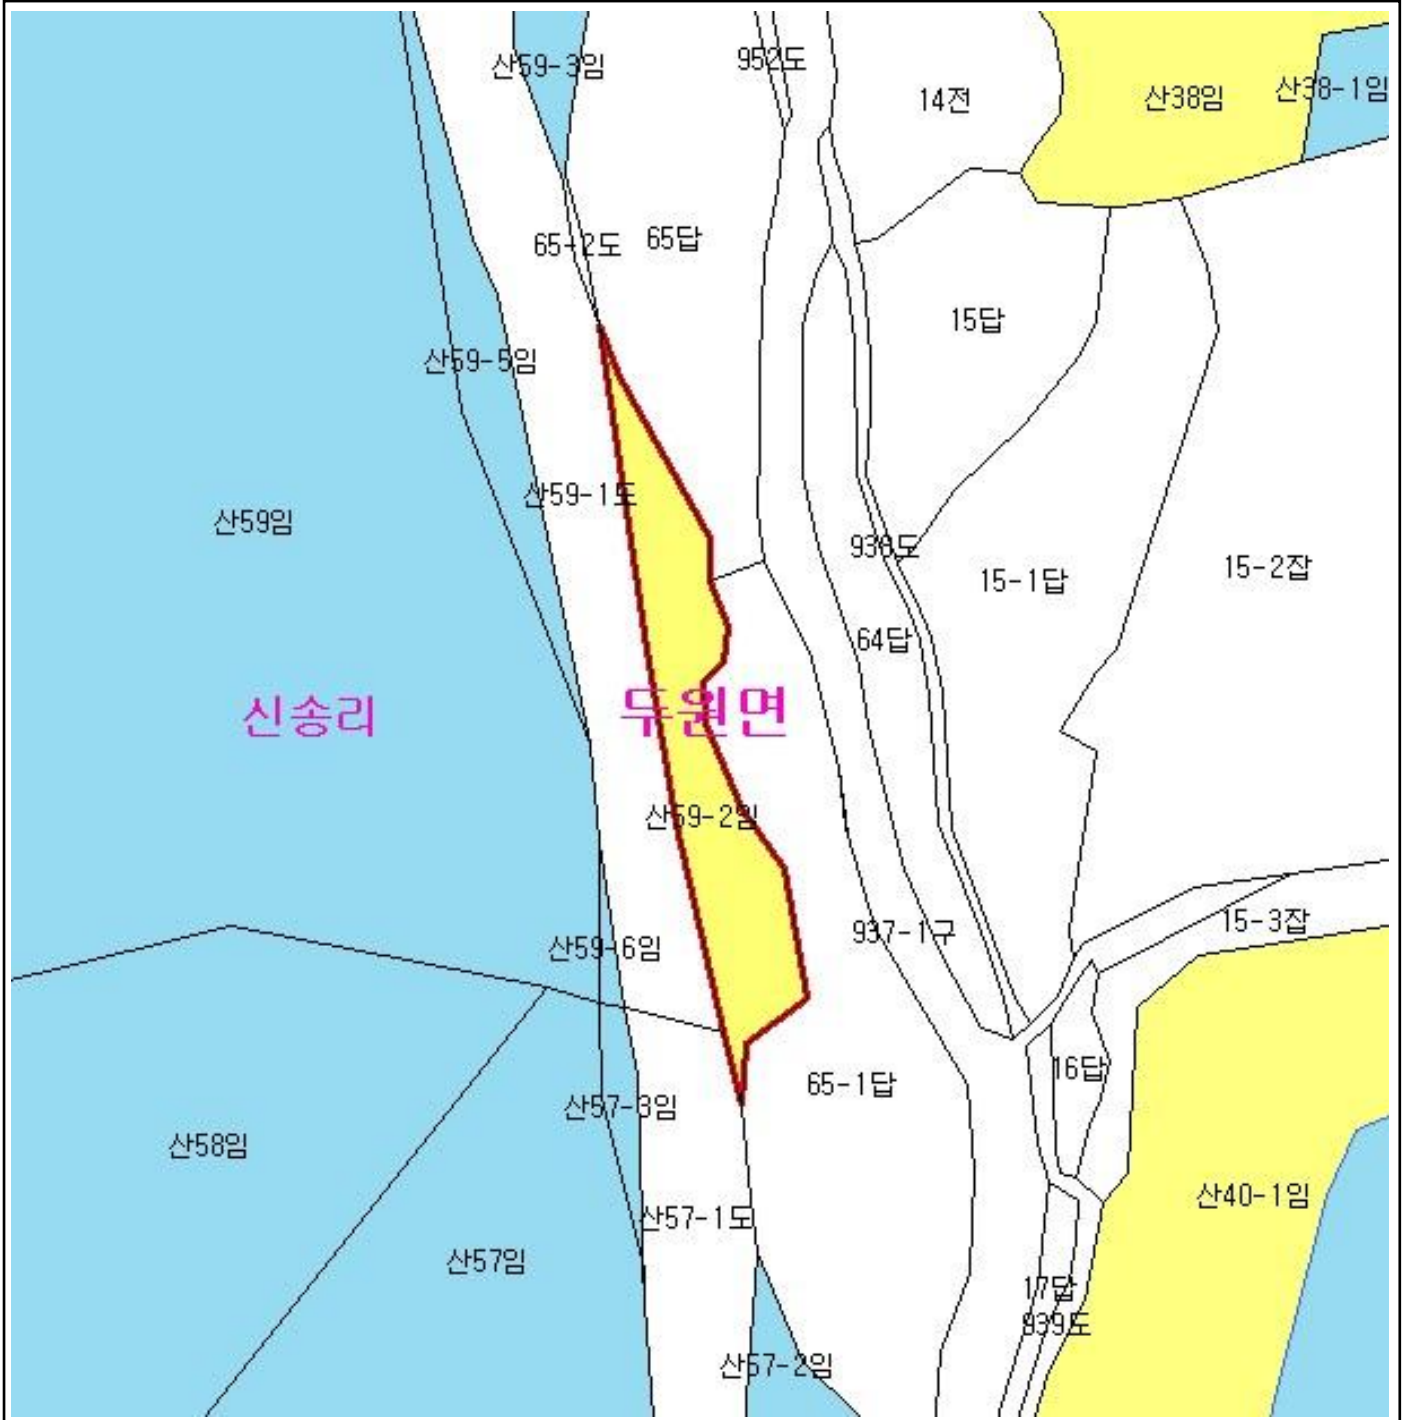 952도
산59-3임
산38-1임
14전
산38임
65-2도
65답
15답
산59-5임
산59-1도
산59임
938도
15-2잡
15-1답
64답
신송리
두원면
산59-2임
15-3잡
937-1구
산59-6임
16답
65-1답
산57-3임
산58임
산40-1임
산57-1도
산57임
17답
939도
산57-2임